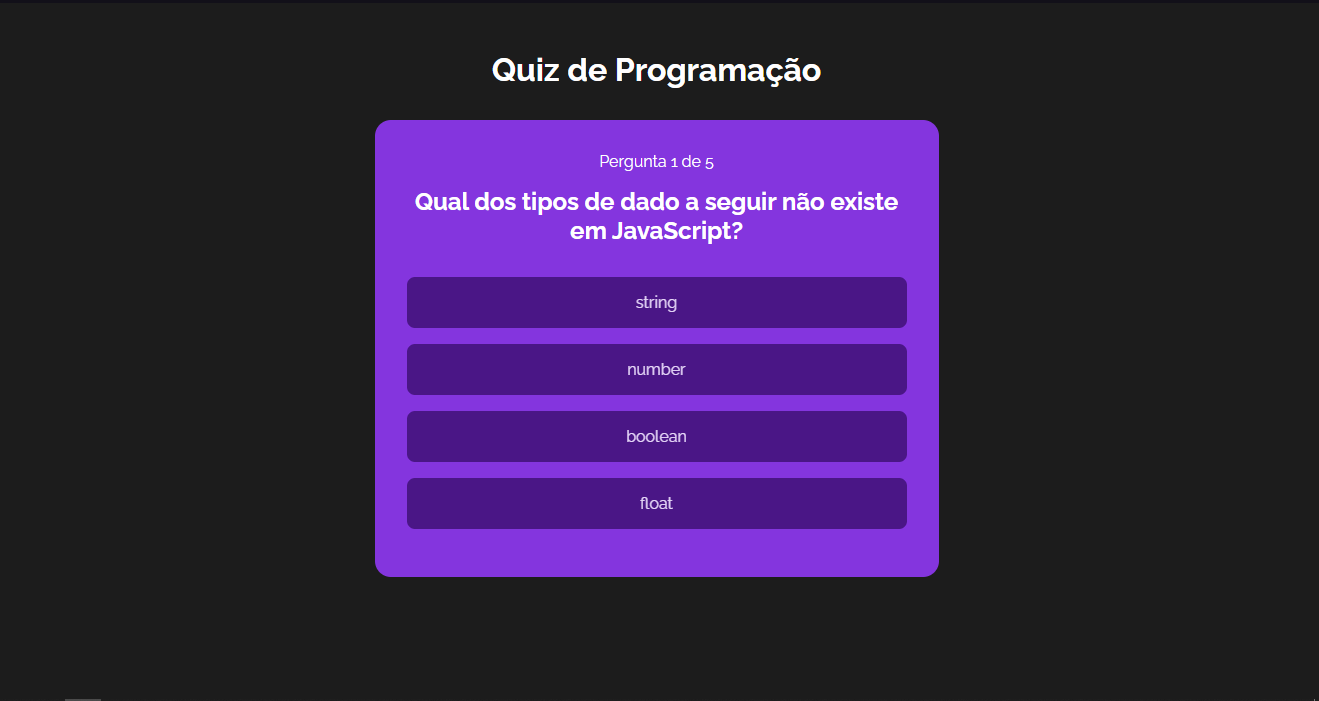 Quiz de Programação
Pergunta 1 de 5
Qual dos tipos de dado a seguir não existe
em JavaScript?
string
number
boolean
float